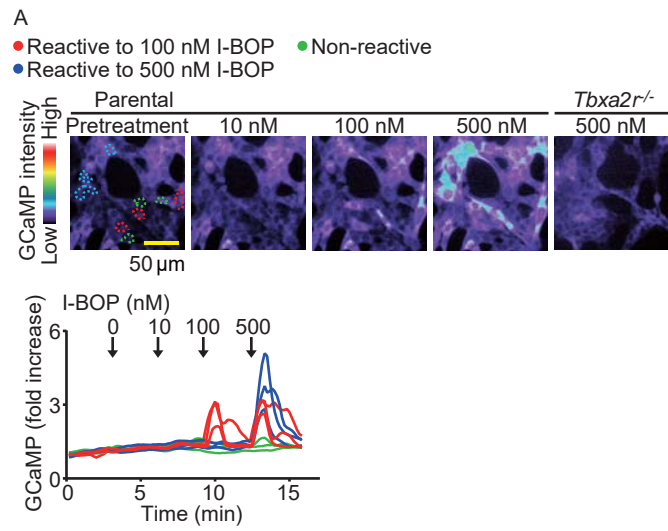 A
Reactive to 100 nM I-BOP
Non-reactive
Reactive to 500 nM I-BOP
Parental
Tbxa2r-/-
Pretreatment
10 nM
100 nM
500 nM
500 nM
GCaMP intensity
Low
High
50 μm
I-BOP (nM)
0
10
100
500
GCaMP (fold increase)
6
3
0
0
5
10
15
Time (min)